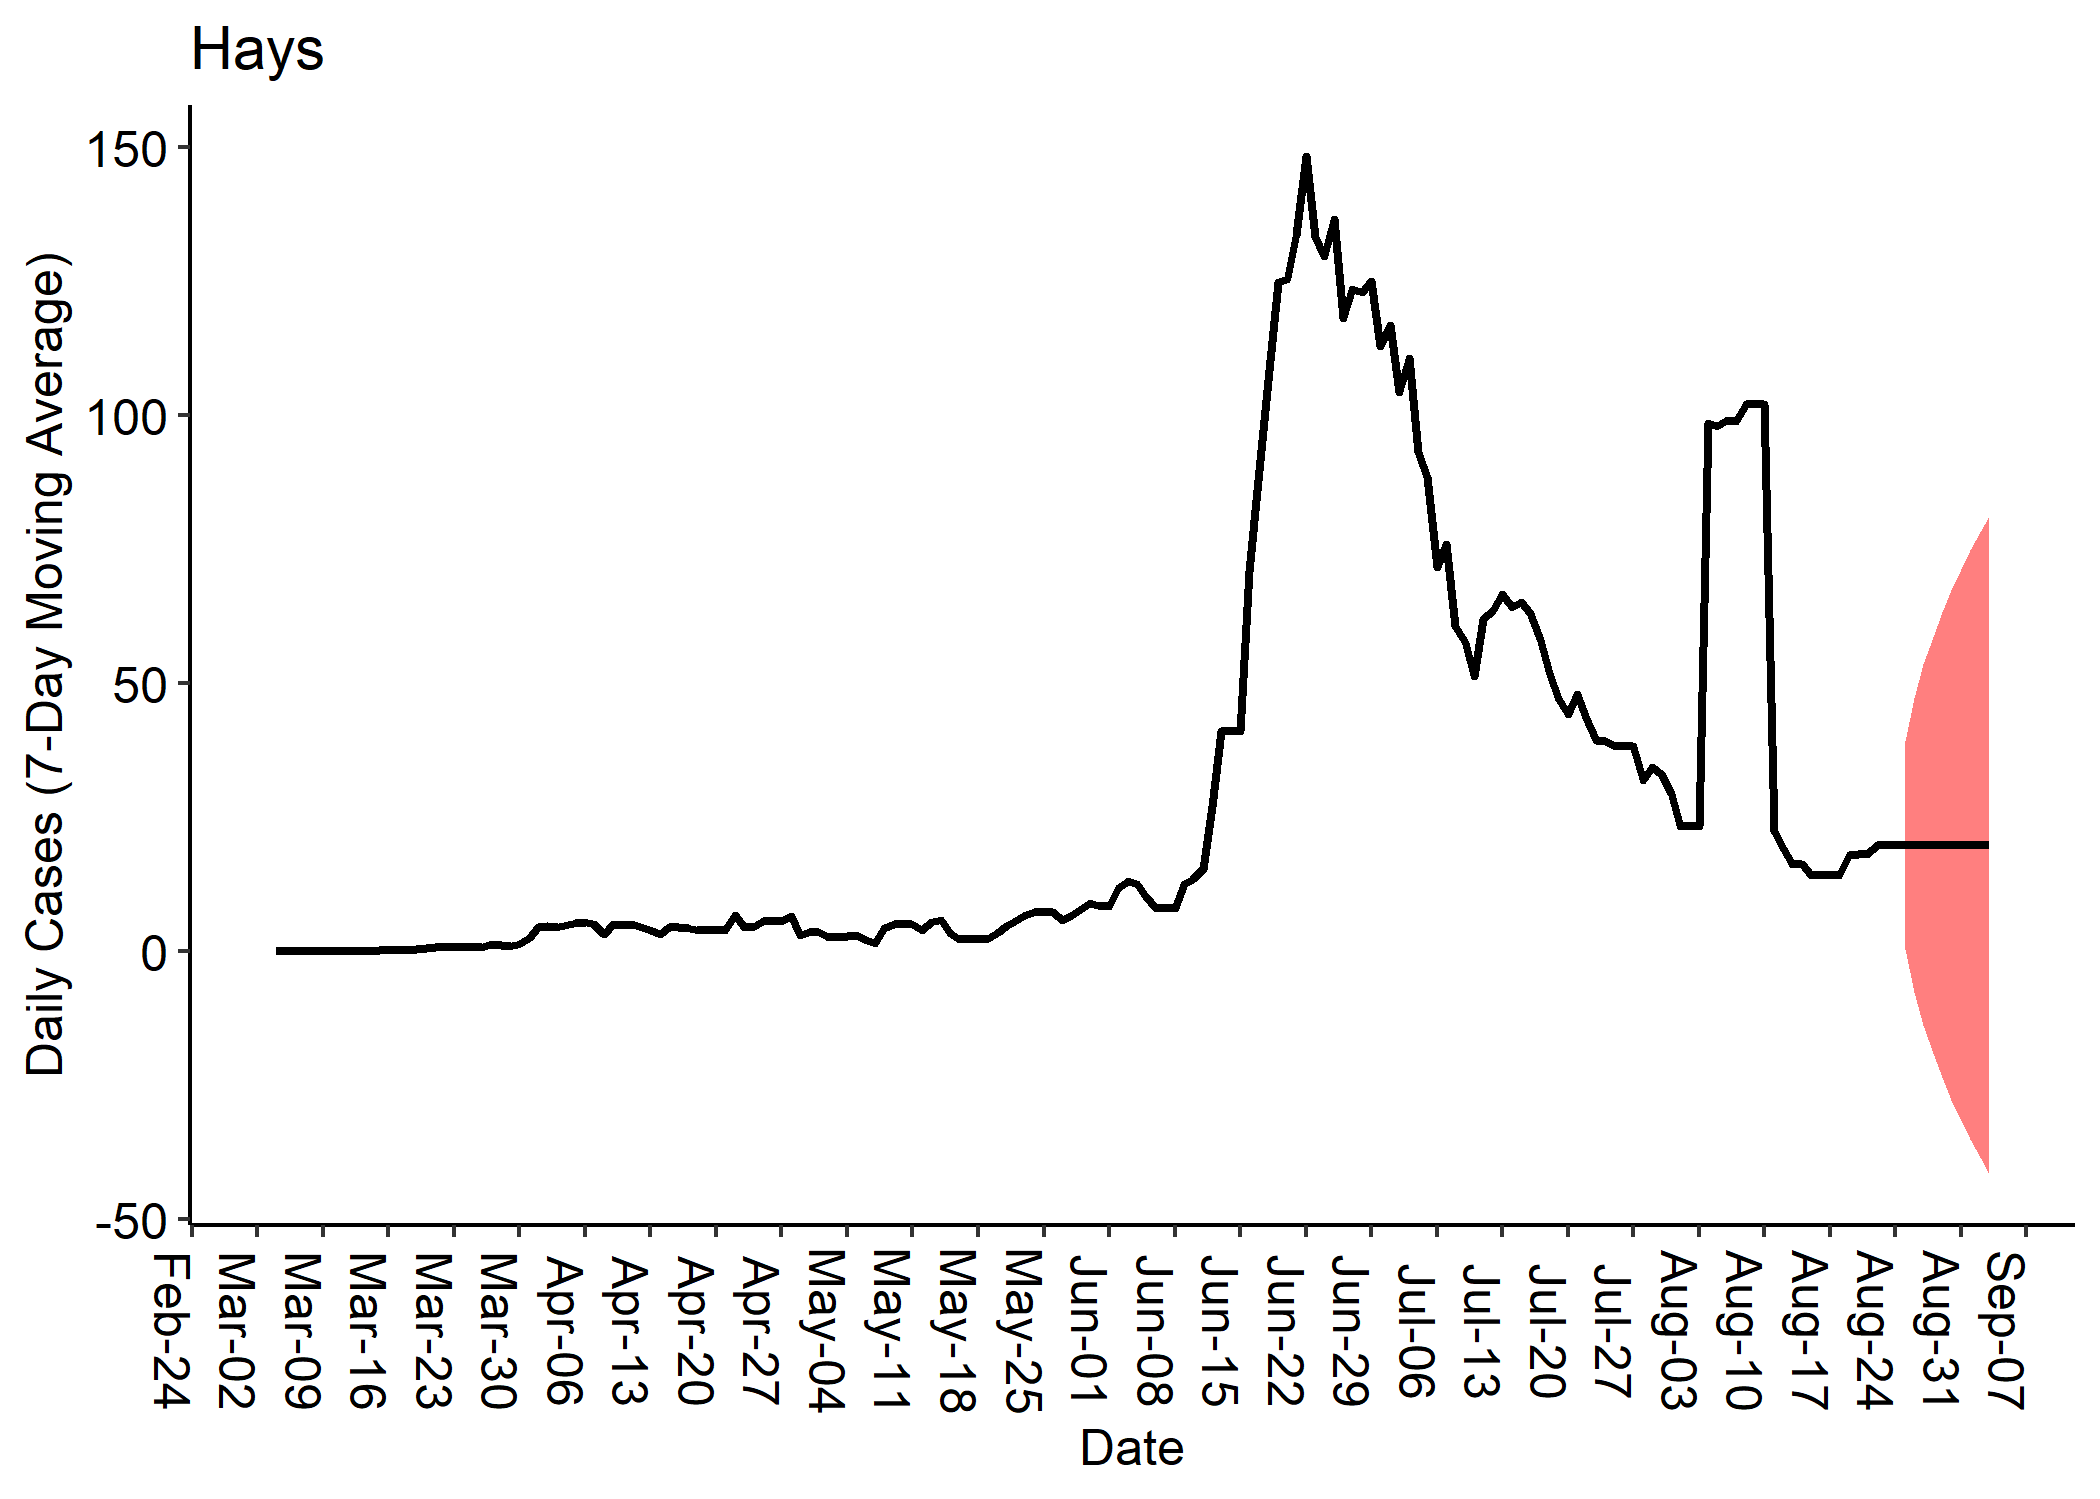 Hays
Daily Cases (7-Day Moving Average)
150
100
50
0
-50
Feb-24
Mar-02
Mar-09
Mar-16
Mar-23
Mar-30
Apr-06
Apr-13
Apr-20
Apr-27
May-04
May-11
May-18
May-25
Jun-01
Jun-08
Jun-15
Jun-22
Jun-29
Jul-06
Jul-13
Jul-20
Jul-27
Aug-03
Aug-10
Aug-17
Aug-24
Aug-31
Sep-07
Date